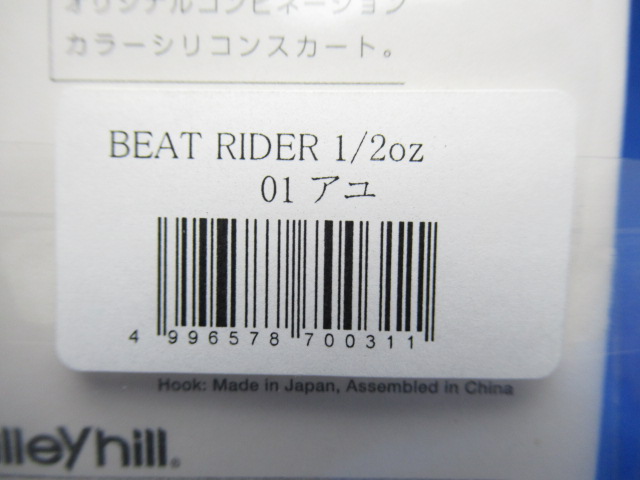 オリジナルコンビネーション
カラーシリコンスカート。
BEAT RIDER 1/2oz
01 アユ
4 996578 700311
Hook: Made in Japan, Assembled in China
lleyhill.